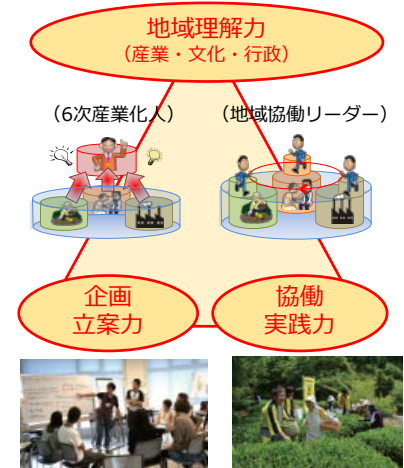 地域理解力
（産業・文化・行政）
（6次産業化人）
（地域協働リーダー）
企画
立案力
協働
実践力